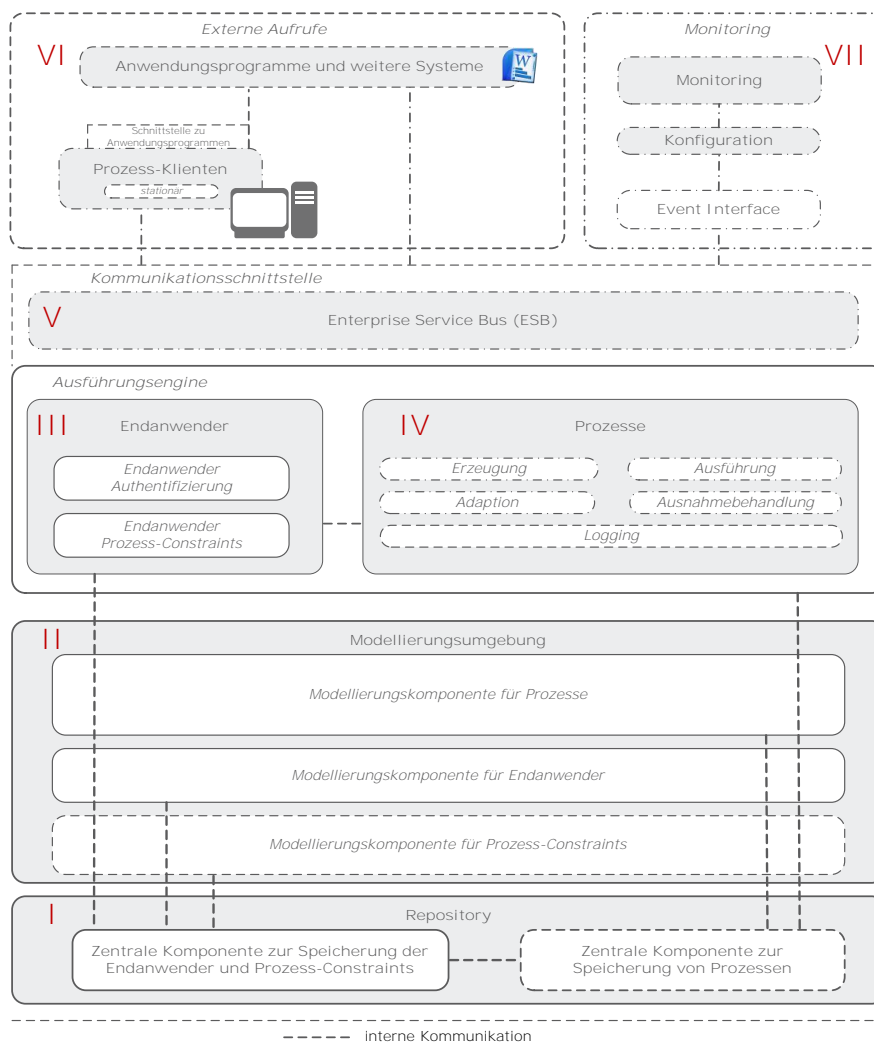 Externe Aufrufe
VI
Anwendungsprogramme und weitere Systeme
W
Schnittstelle zu
Anwendungsprogrammen
Prozess-Klienten
stationär
Monitoring
VII
Monitoring
Konfiguration
Event Interface
Kommunikationsschnittstelle
V
Enterprise Service Bus (ESB)
Ausführungsengine
III
Endanwender
Endanwender
Authentifizierung
Endanwender
Prozess-Constraints
IV
Prozesse
Erzeugung
Ausführung
Adaption
Ausnahmebehandlung
Logging
II
Modellierungsumgebung
Modellierungskomponente für Prozesse
Modellierungskomponente für Endanwender
Modellierungskomponente für Prozess-Constraints
I
Repository
Zentrale Komponente zur Speicherung der
Endanwender und Prozess-Constraints
Zentrale Komponente zur
Speicherung von Prozessen
interne Kommunikation